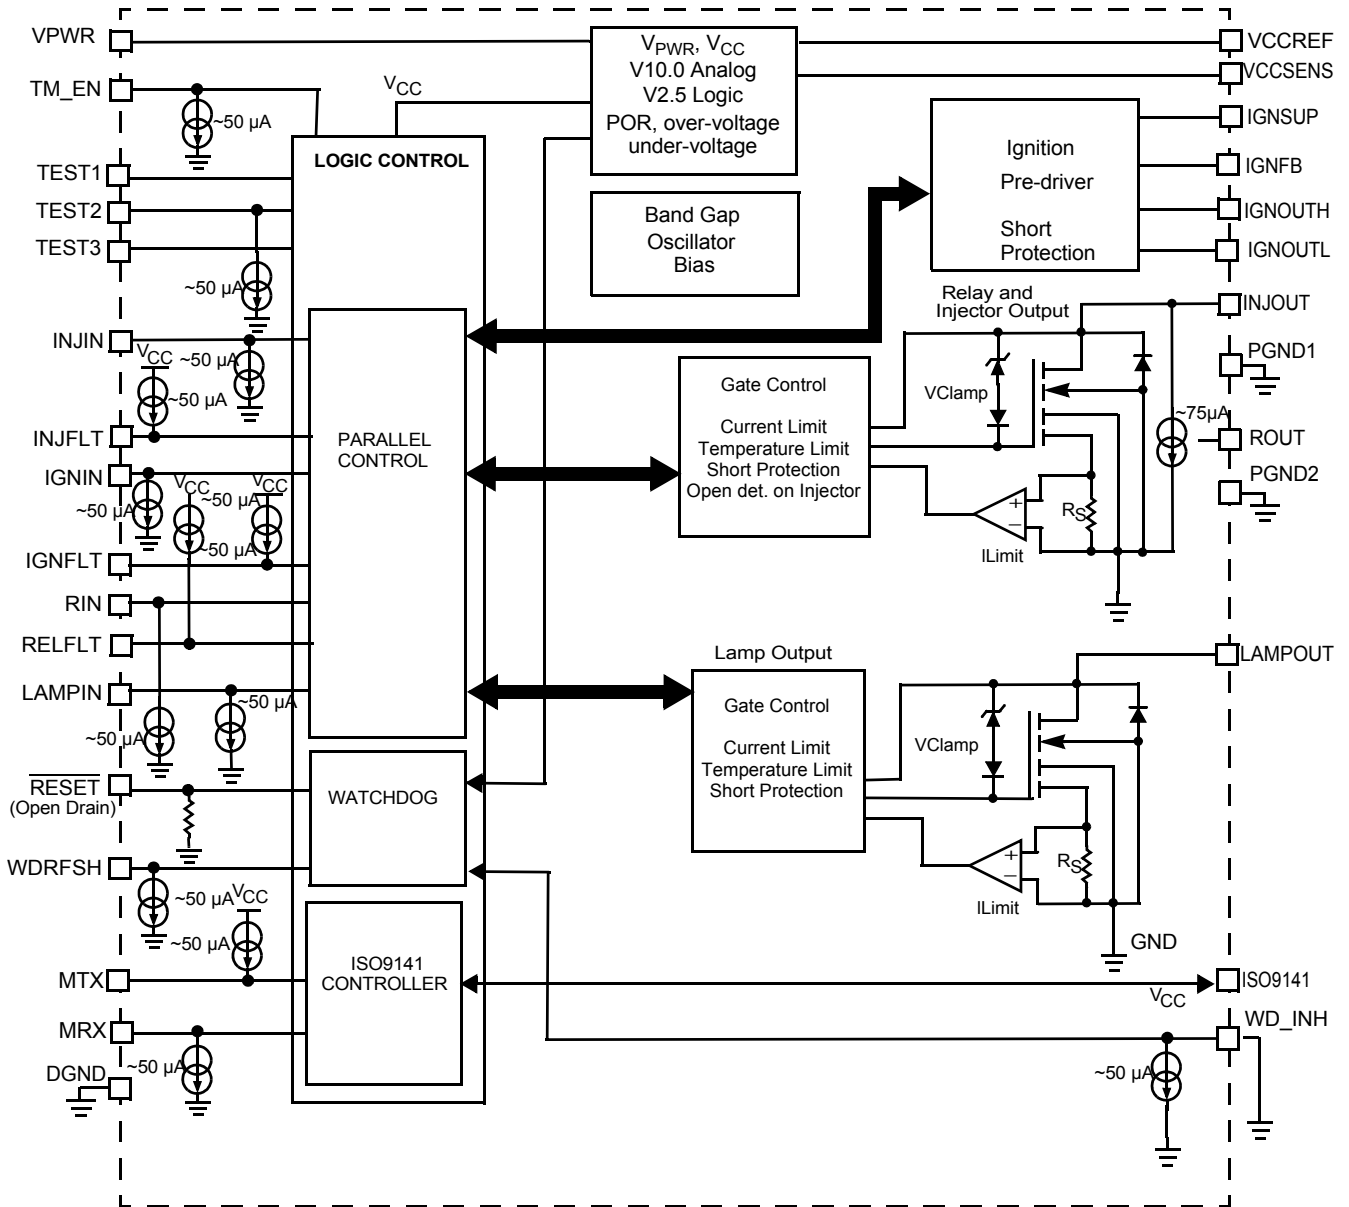 VPWR
TM_EN
~50 µA
TEST1
TEST2
TEST3
~50 µA
INJIN
VCC
~50 µA
~50 µA
INJFLT
IGNIN
~50 µA
VCC
~50 µA
VCC
~50 µA
IGNFLT
RIN
RELFLT
LAMPIN
~50 µA
~50 µA
RESET
(Open Drain)
WDRFSH
~50 µA
VCC
~50 µA
MTX
MRX
~50 µA
DGND
VCC
LOGIC CONTROL
PARALLEL
CONTROL
WATCHDOG
ISO9141
CONTROLLER
VPWR, VCC
V10.0 Analog
V2.5 Logic
POR, over-voltage
under-voltage
Band Gap
Oscillator
Bias
Ignition
Pre-driver
Short
Protection
Relay and
Injector Output
Gate Control
Current Limit
Temperature Limit
Short Protection
Open det. on Injector
VClamp
+
–
RS
ILimit
~75µA
Lamp Output
Gate Control
Current Limit
Temperature Limit
Short Protection
VClamp
+
–
RS
ILimit
GND
VCC
~50 µA
VCCREF
VCCSENS
IGNSUP
IGNFB
IGNOUTH
IGNOUTL
INJOUT
PGND1
ROUT
PGND2
LAMPOUT
ISO9141
WD_INH